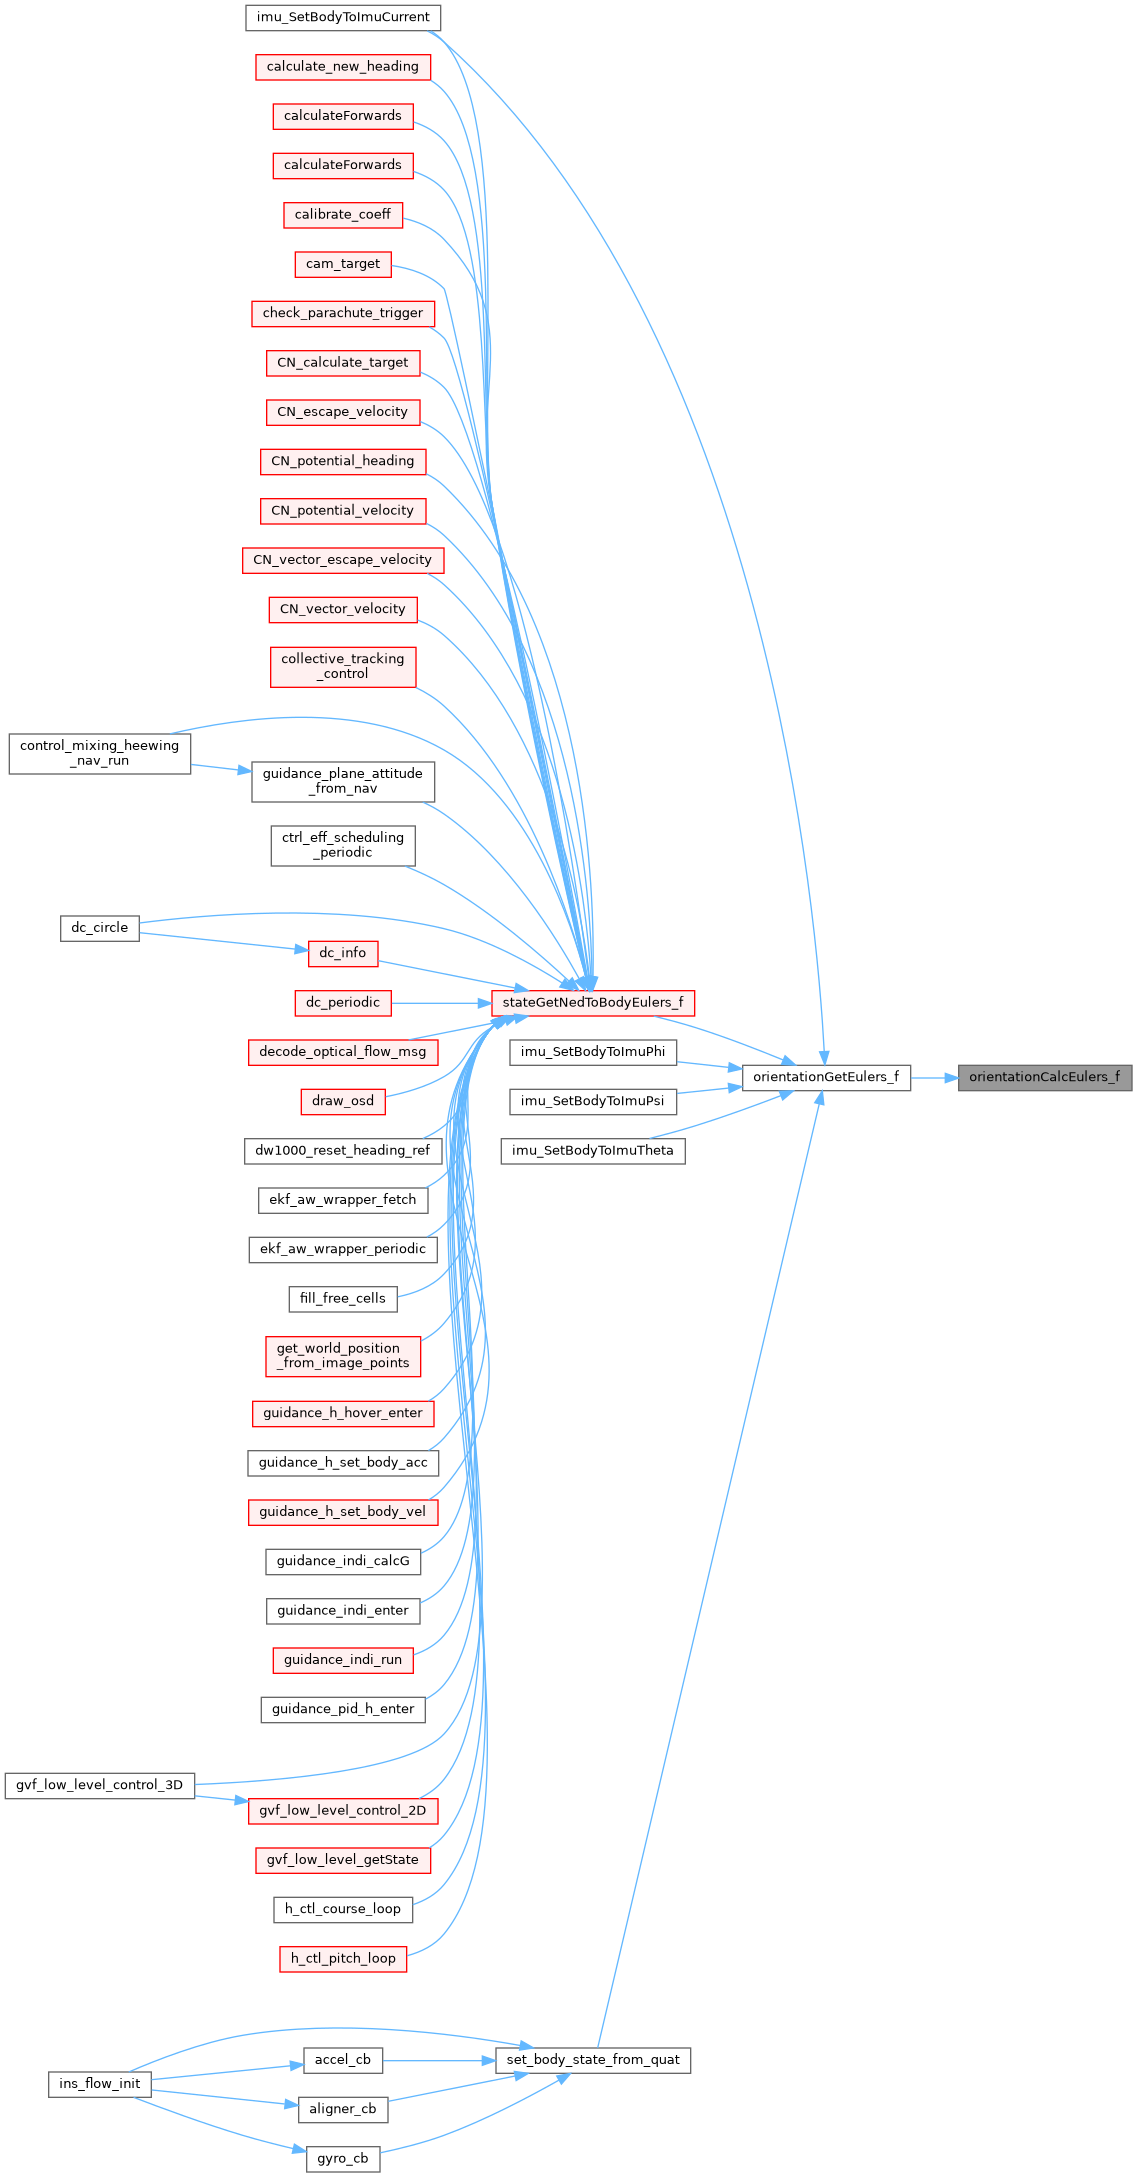 imu_SetBodyToImuCurrent
calculate_new_heading
calculateForwards
calculateForwards
calibrate_coeff
cam_target
check_parachute_trigger
CN_calculate_target
CN_escape_velocity
CN_potential_heading
CN_potential_velocity
CN_vector_escape_velocity
CN_vector_velocity
collective_tracking
_control
control_mixing_heewing
_nav_run
guidance_plane_attitude
_from_nav
ctrl_eff_scheduling
_periodic
dc_circle
dc_info
dc_periodic
stateGetNedToBodyEulers_f
decode_optical_flow_msg
imu_SetBodyToImuPhi
orientationGetEulers_f
orientationCalcEulers_f
draw_osd
imu_SetBodyToImuPsi
dw1000_reset_heading_ref
imu_SetBodyToImuTheta
ekf_aw_wrapper_fetch
ekf_aw_wrapper_periodic
fill_free_cells
get_world_position
_from_image_points
guidance_h_hover_enter
guidance_h_set_body_acc
guidance_h_set_body_vel
guidance_indi_calcG
guidance_indi_enter
guidance_indi_run
guidance_pid_h_enter
gvf_low_level_control_3D
gvf_low_level_control_2D
gvf_low_level_getState
h_ctl_course_loop
h_ctl_pitch_loop
accel_cb
set_body_state_from_quat
ins_flow_init
aligner_cb
gyro_cb